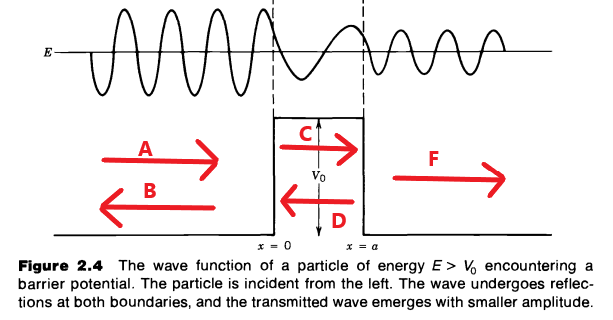 E
A
B
C
D
F
V₀
x = 0
x = a
Figure 2.4 The wave function of a particle of energy E > V₀ encountering a
barrier potential. The particle is incident from the left. The wave undergoes reflec-
tions at both boundaries, and the transmitted wave emerges with smaller amplitude.